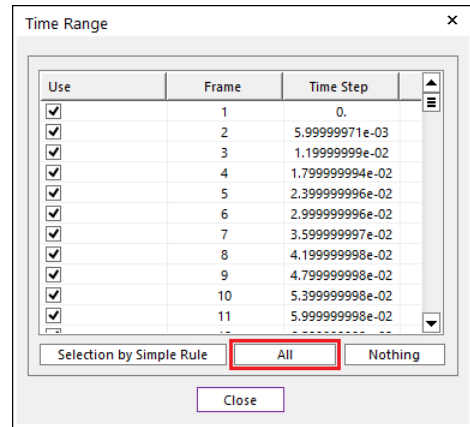 Time Range
Use Frame Time Step
1 0.
2 5.99999971e-03
3 1.19999999e-02
4 1.799999994e-02
5 2.399999996e-02
6 2.999999996e-02
7 3.599999997e-02
8 4.199999998e-02
9 4.799999998e-02
10 5.399999998e-02
11 5.999999998e-02
Selection by Simple Rule All Nothing
Close